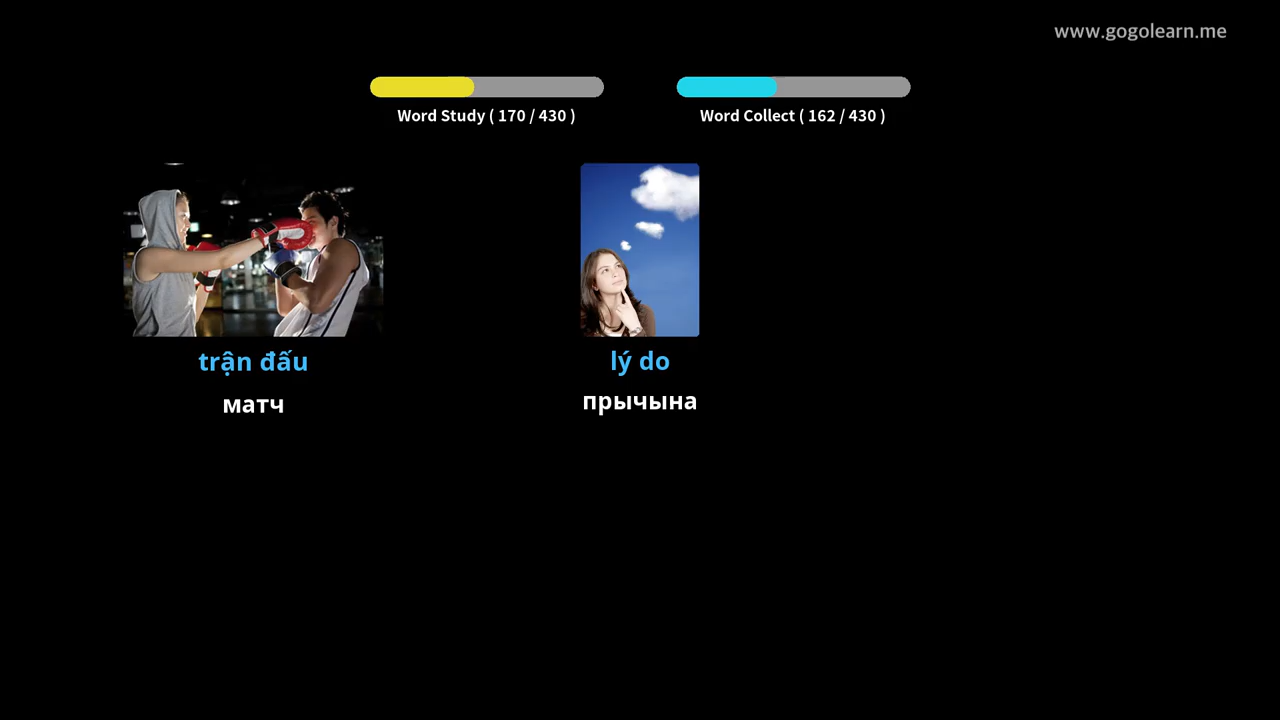 www.gogolearn.me
Word Study ( 170 / 430 )
Word Collect ( 162 / 430 )
trận đấu
матч
lý do
прычына